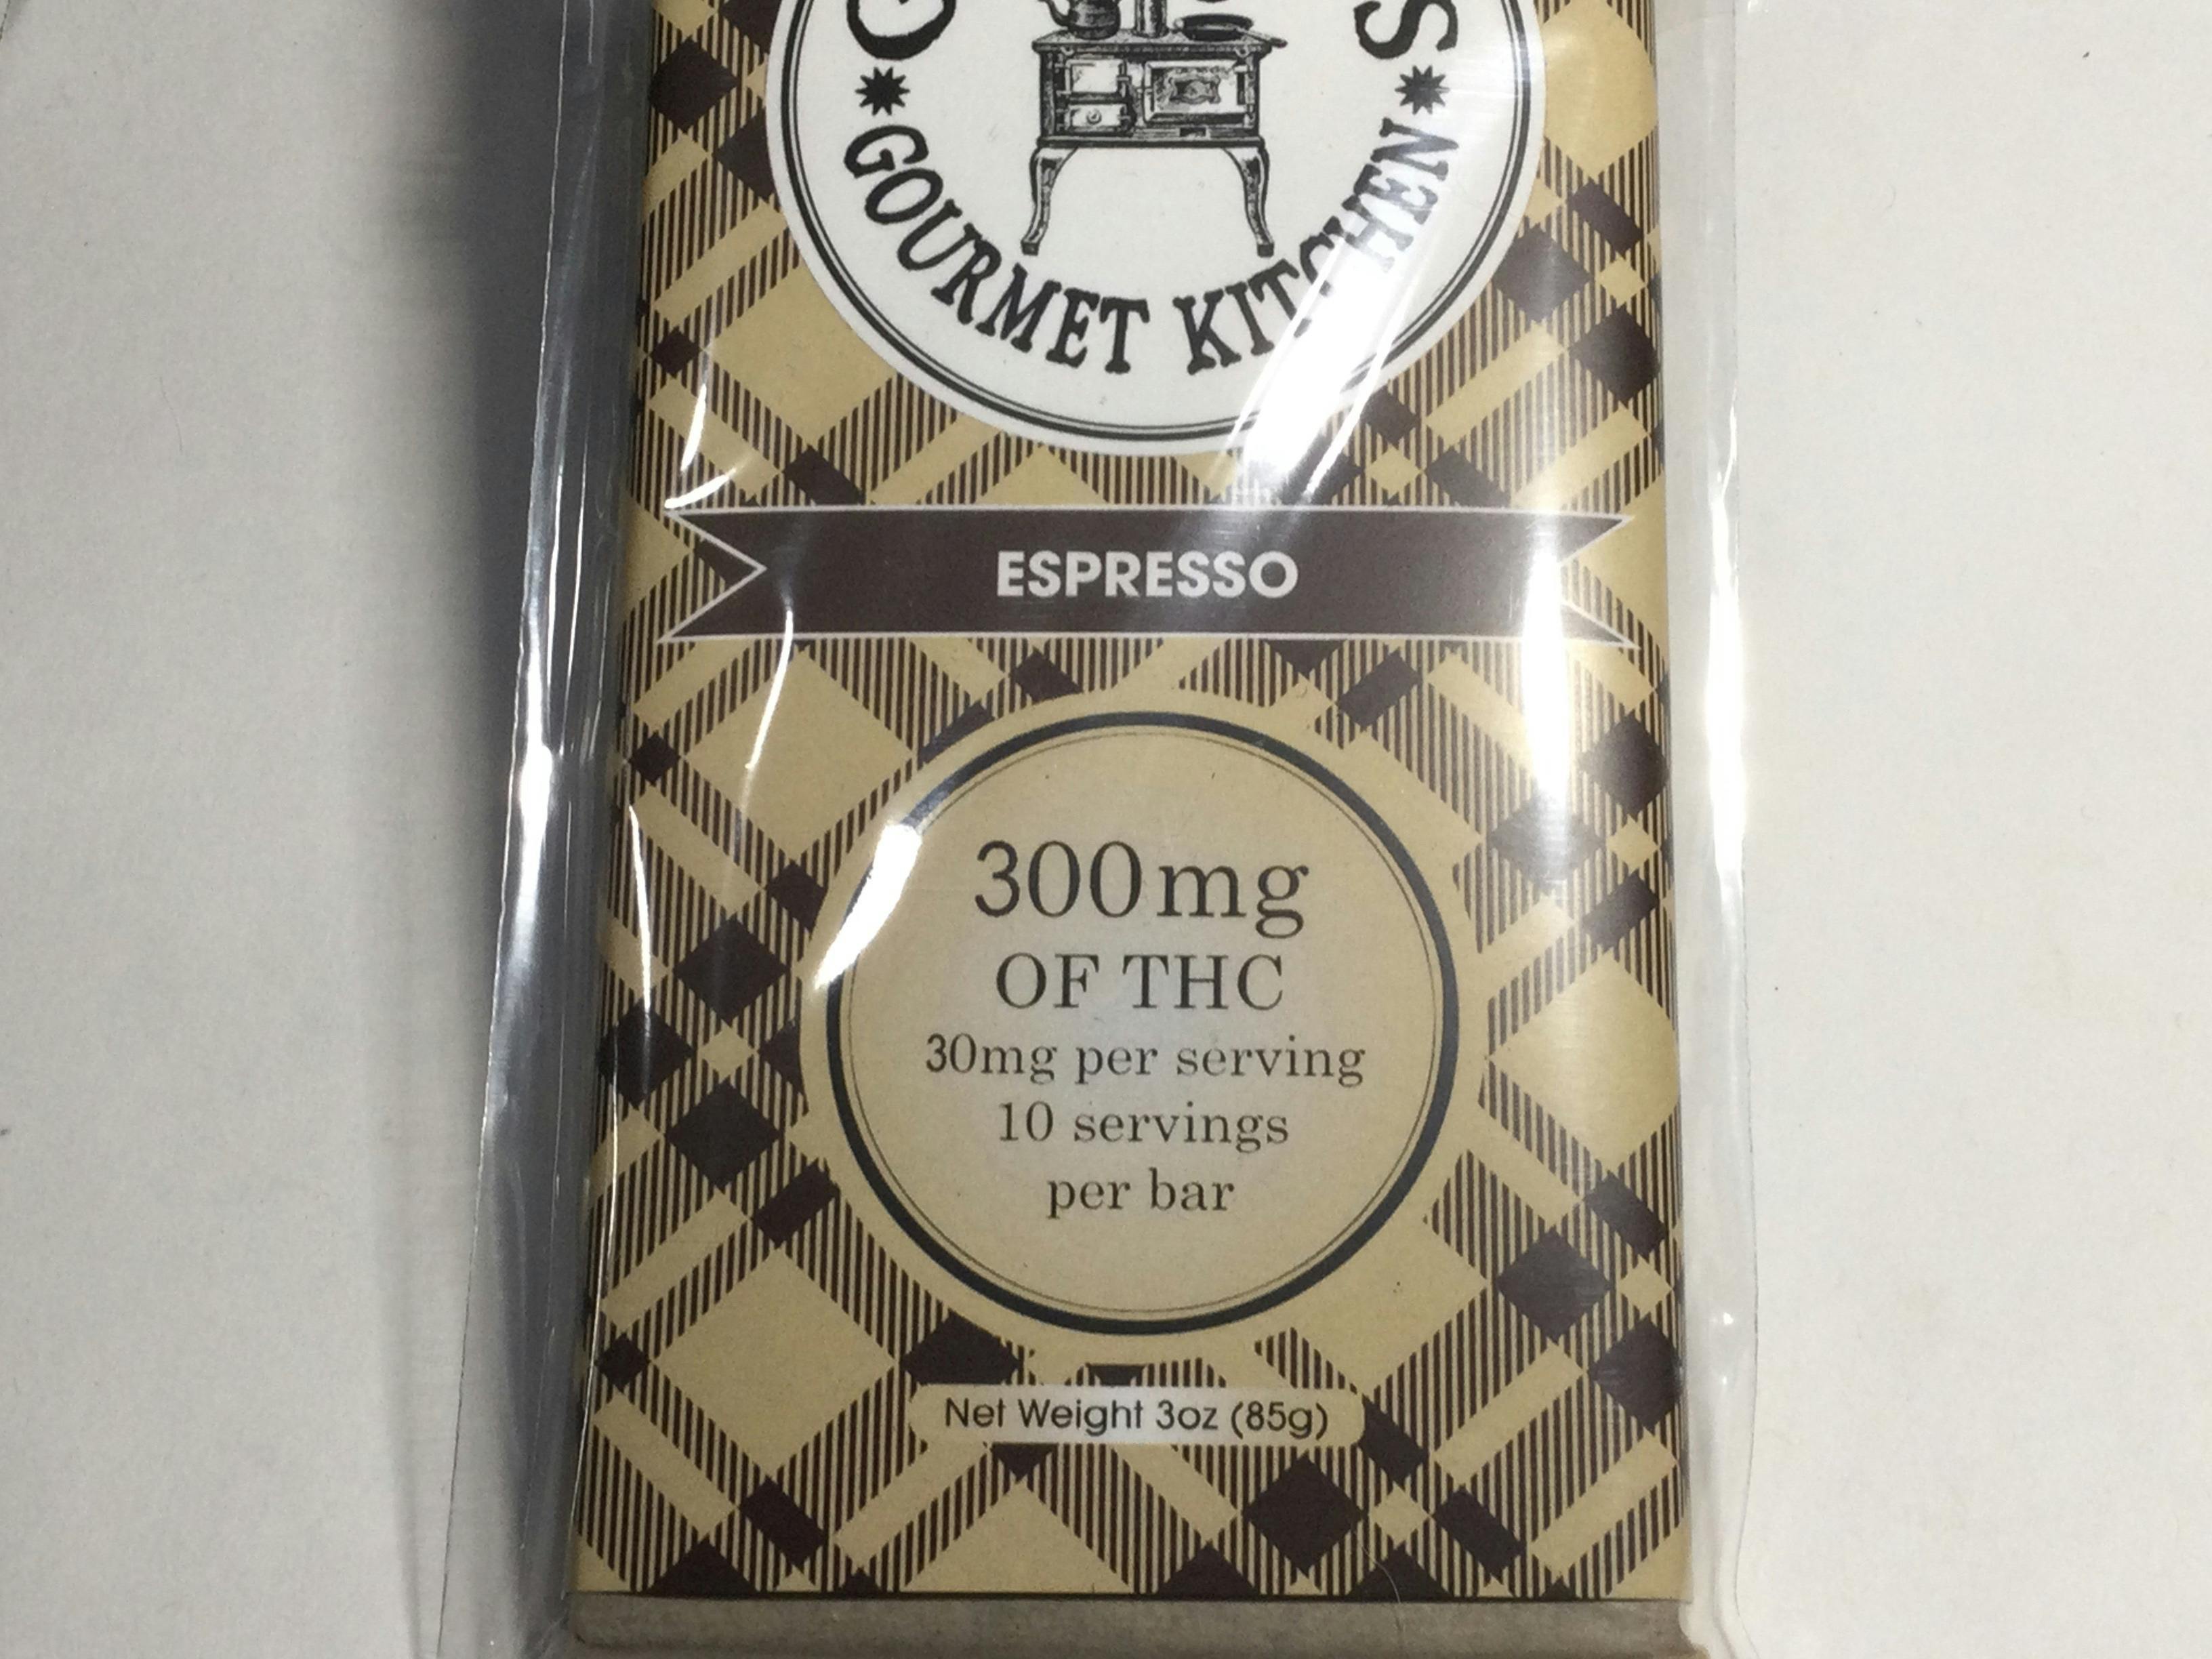 GOURMET KITCHEN
ESPRESSO
300mg
OF THC
30mg per serving
10 servings
per bar
Net Weight 3oz (85g)